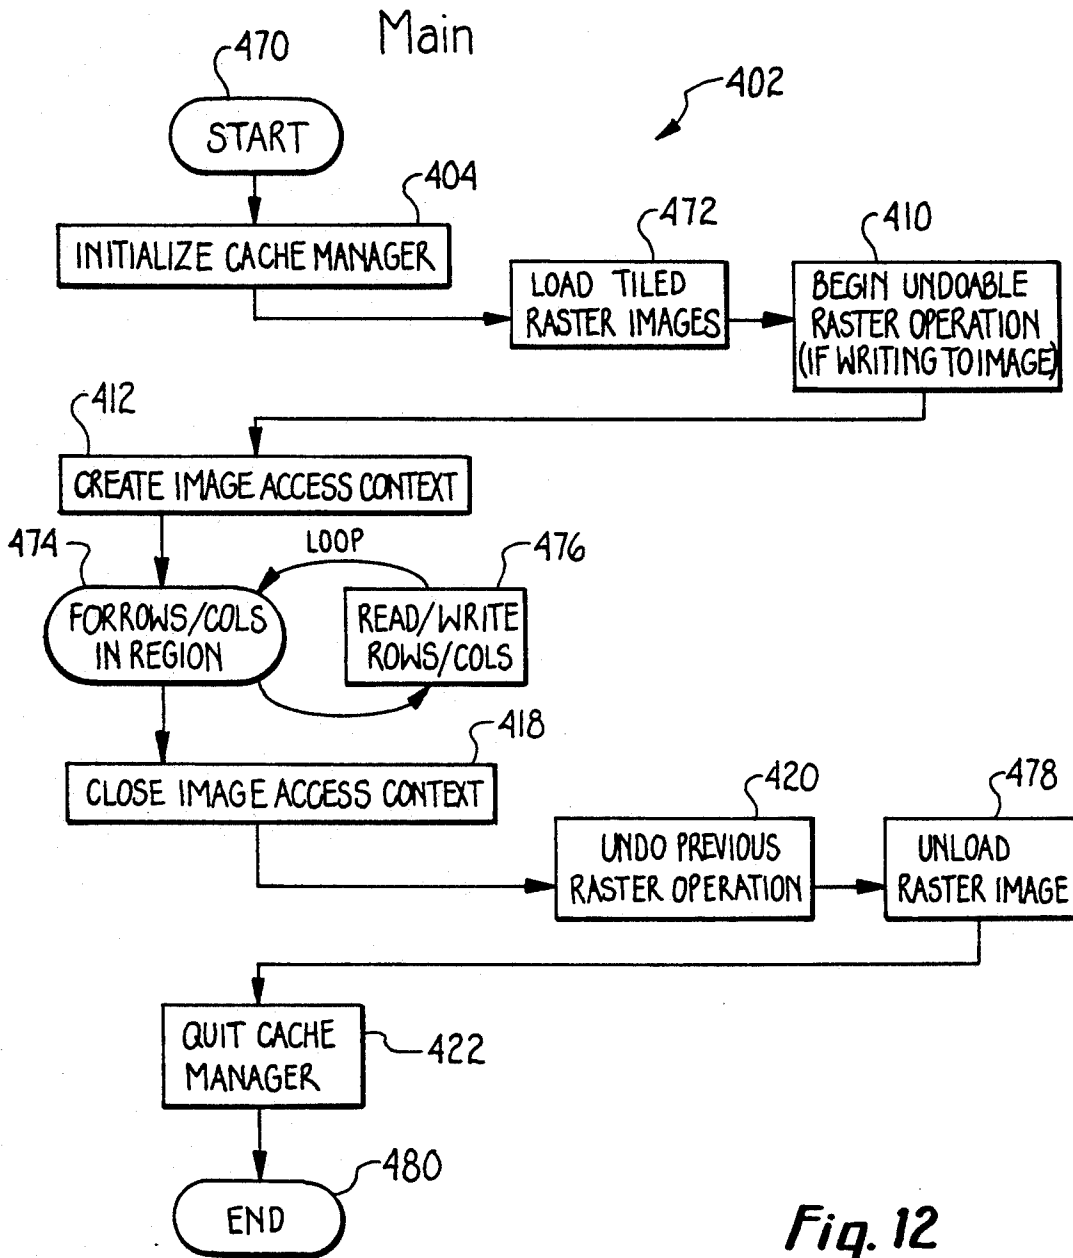 Main
470
402
START
404
INITIALIZE CACHE MANAGER
472
LOAD TILED
RASTER IMAGES
410
BEGIN UNDOABLE
RASTER OPERATION
(IF WRITING TO IMAGE)
412
CREATE IMAGE ACCESS CONTEXT
474
LOOP
476
FOR ROWS/COLS
IN REGION
READ/WRITE
ROWS/COLS
418
CLOSE IMAGE ACCESS CONTEXT
420
UNDO PREVIOUS
RASTER OPERATION
478
UNLOAD
RASTER IMAGE
QUIT CACHE
MANAGER
422
480
END
Fig. 12